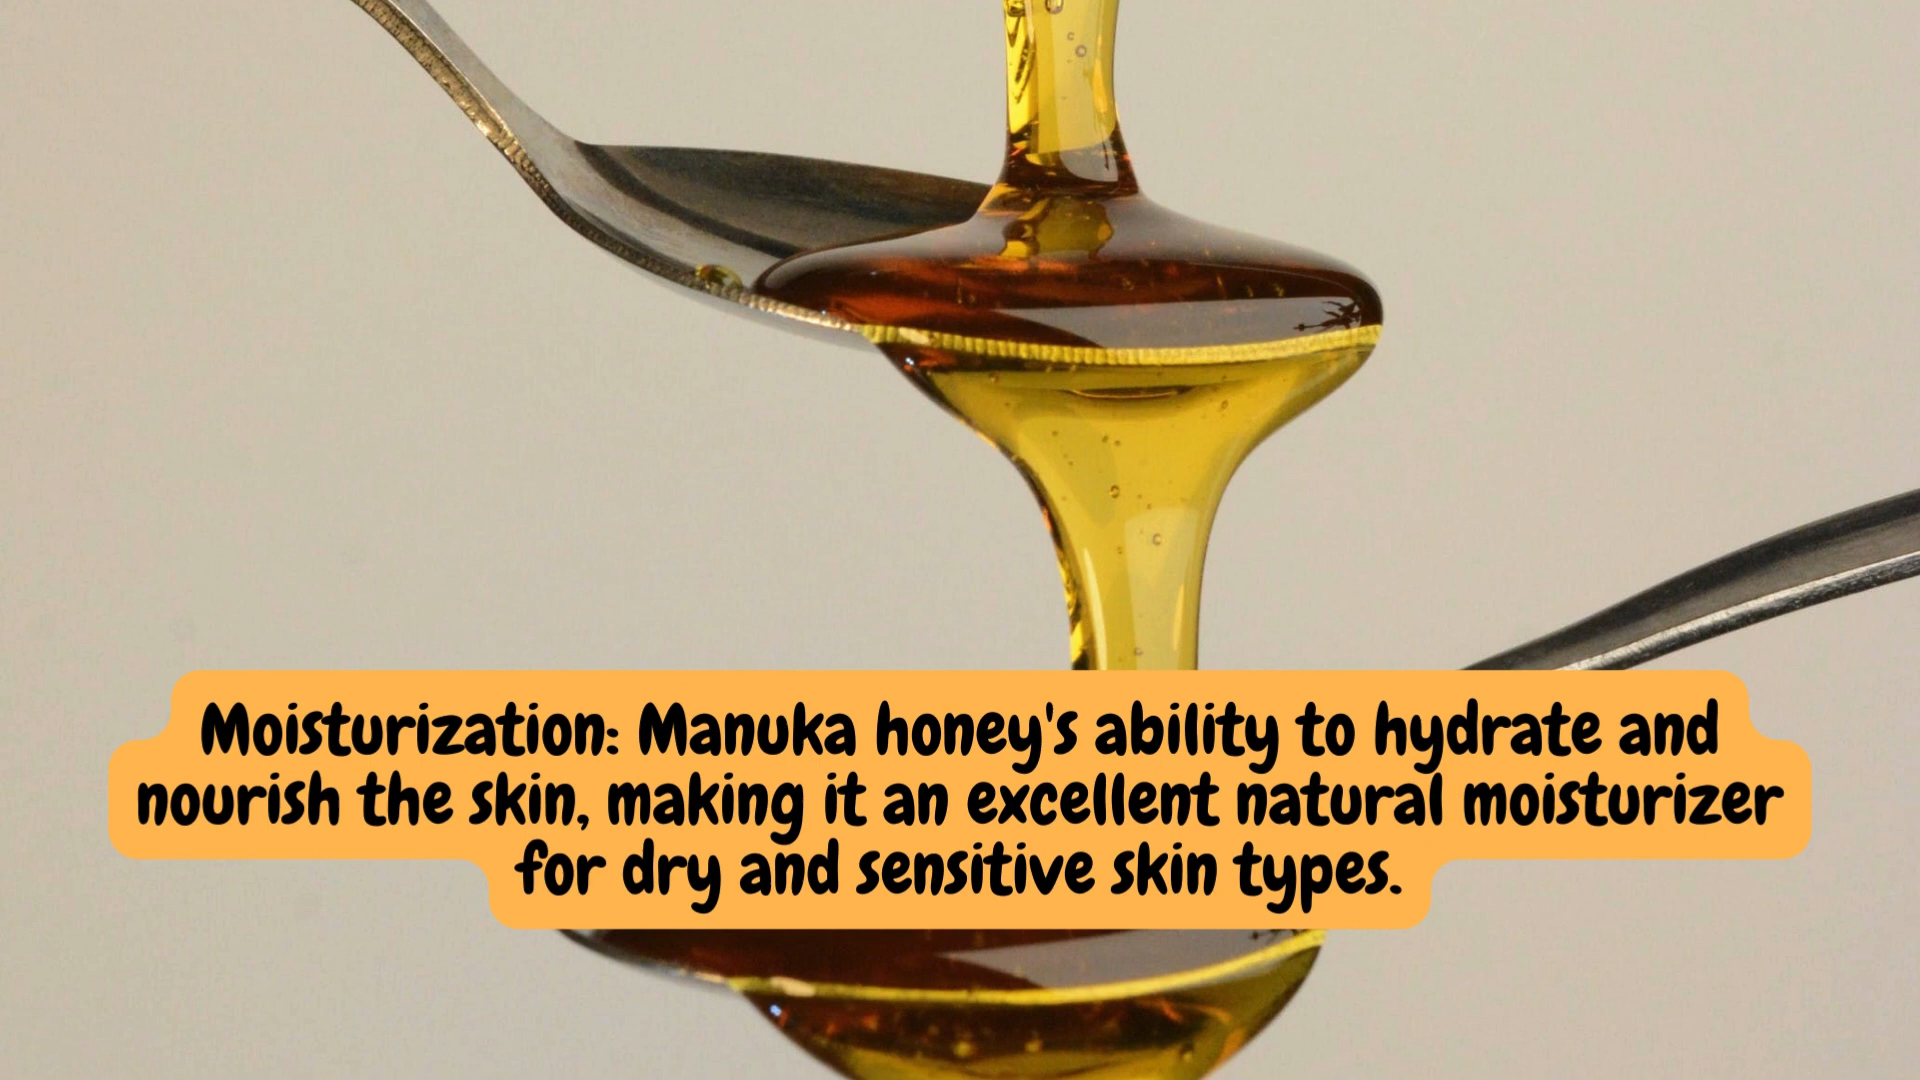 Moisturization: Manuka honey's ability to hydrate and
nourish the skin, making it an excellent natural moisturizer
for dry and sensitive skin types.